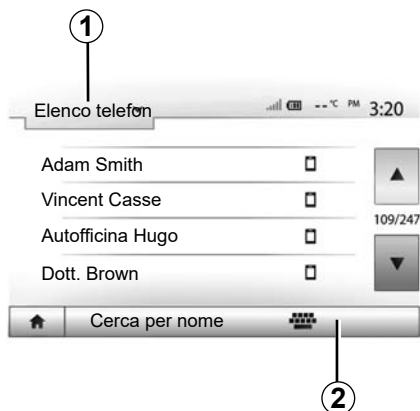 1
Elenco telefon
--°C PM 3:20
Adam Smith
Vincent Casse
109/247
Autofficina Hugo
Dott. Brown
Cerca per nome
2